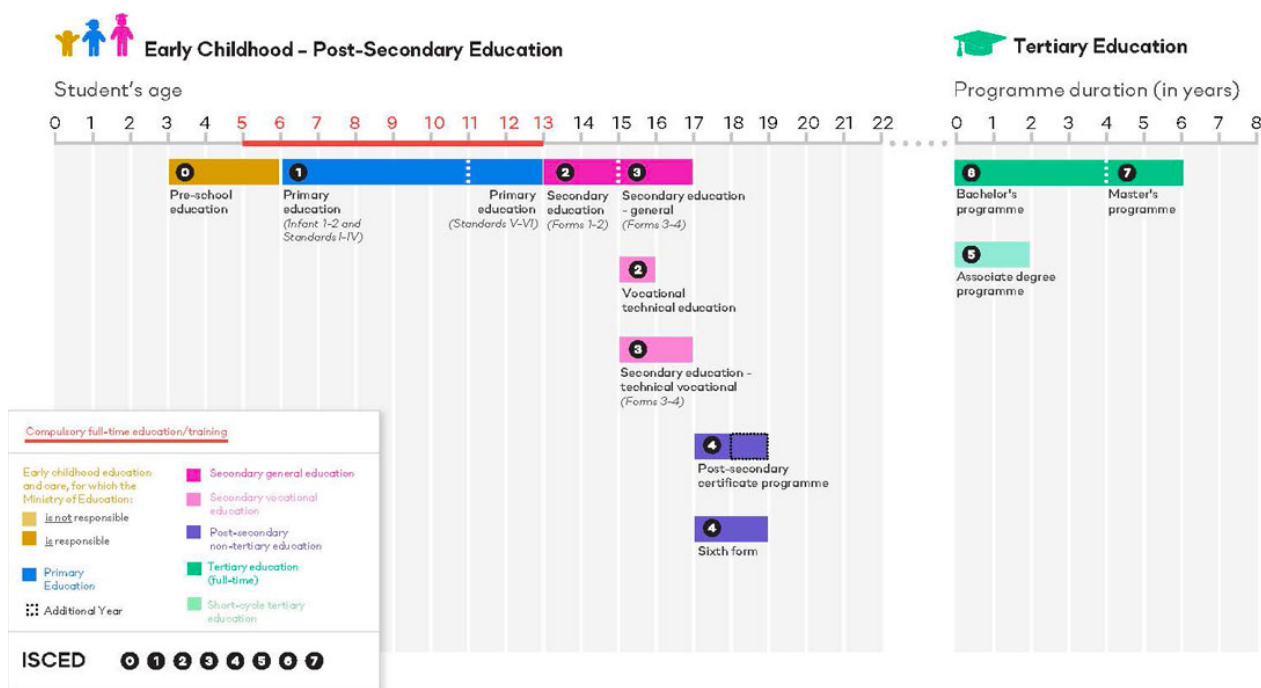 Early Childhood – Post-Secondary Education
Student's age
0 1 2 3 4 5 6 7 8 9 10 11 12 13 14 15 16 17 18 19 20 21 22
0
Pre-school
education
1
Primary
education
(Infant 1-2 and
Standards I-IV)
Primary
education
(Standards V-VI)
2
Secondary
education
(Forms 1-2)
3
Secondary education
- general
(Forms 3-4)
2
Vocational
technical education
3
Secondary education -
technical vocational
(Forms 3-4)
4
Post-secondary
certificate programme
4
Sixth form
Tertiary Education
Programme duration (in years)
0 1 2 3 4 5 6 7 8
6
Bachelor's
programme
7
Master's
programme
5
Associate degree
programme
Compulsory full-time education/training
Early childhood education
and care, for which the
Ministry of Education:
is not responsible
is responsible
Primary
Education
Additional Year
Secondary general education
Secondary vocational
education
Post-secondary
non-tertiary education
Tertiary education
(full-time)
Short-cycle tertiary
education
ISCED 0 1 2 3 4 5 6 7